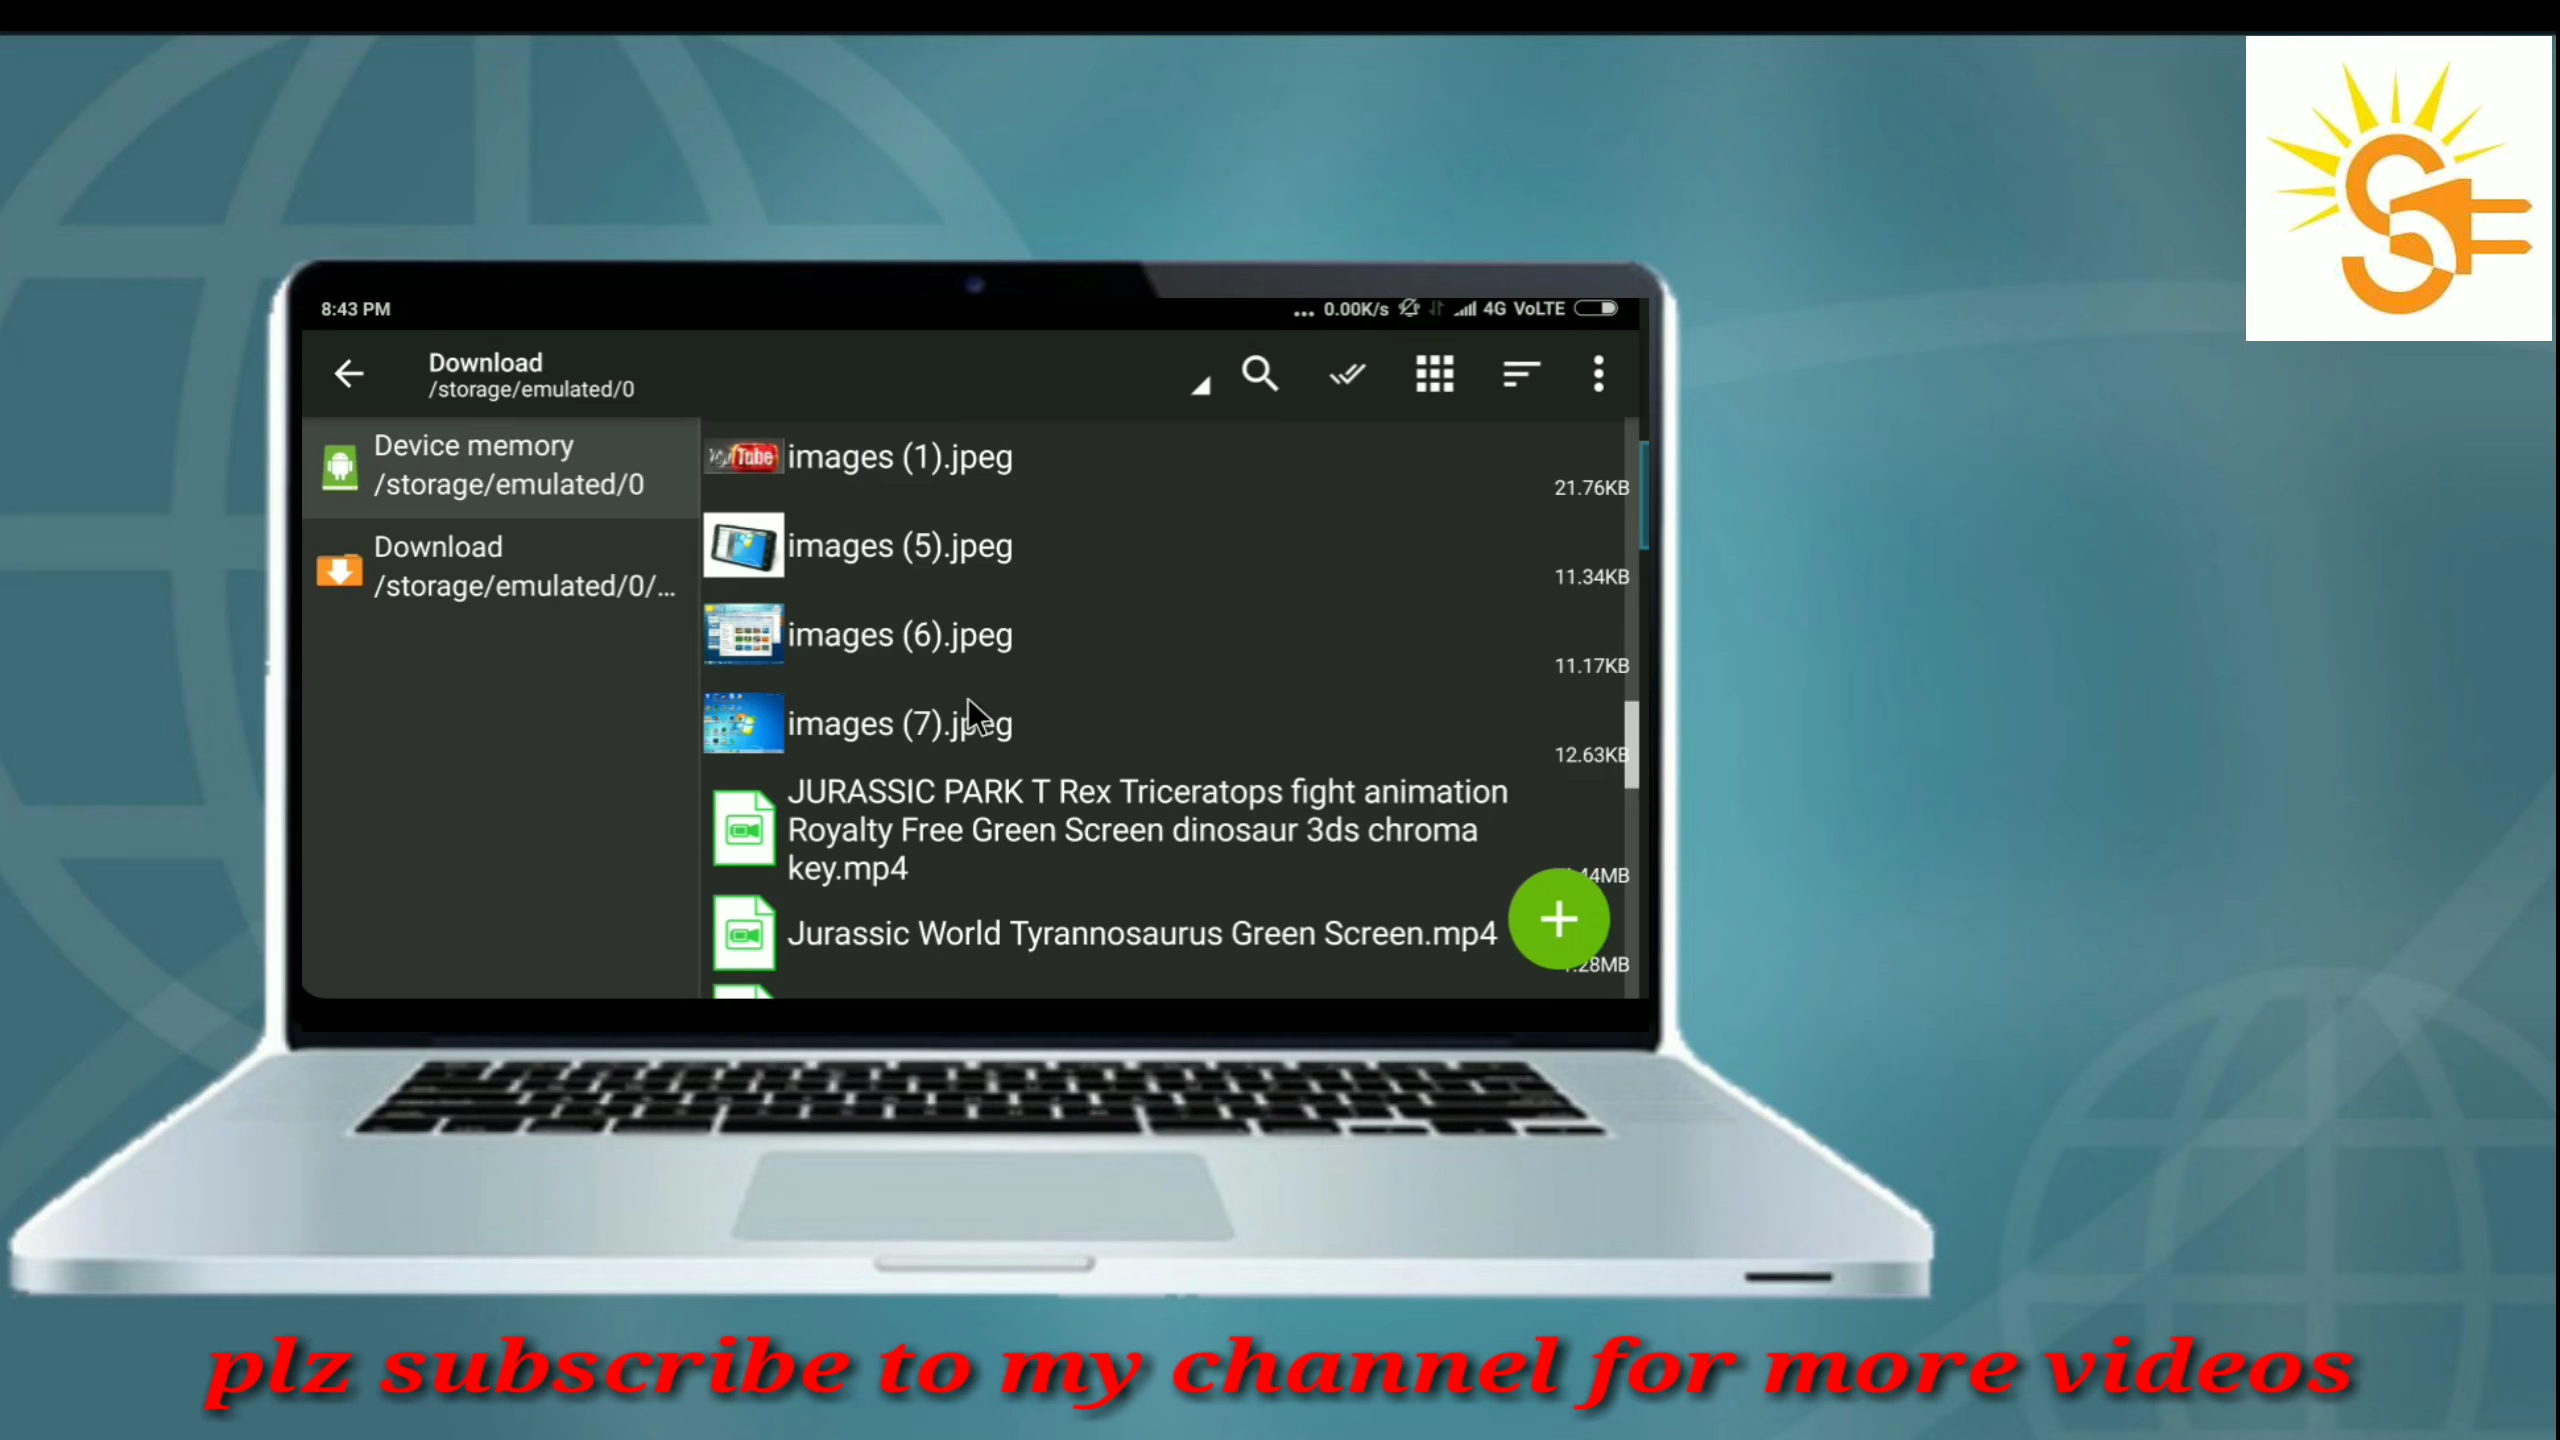 8:43 PM
... 0.00K/s 4G VoLTE
Download
/storage/emulated/0
Device memory
/storage/emulated/0
Download
/storage/emulated/0/...
images (1).jpeg
21.76KB
images (5).jpeg
11.34KB
images (6).jpeg
11.17KB
images (7).jpeg
12.63KB
JURASSIC PARK T Rex Triceratops fight animation
Royalty Free Green Screen dinosaur 3ds chroma
key.mp4
Jurassic World Tyrannosaurus Green Screen.mp4
plz subscribe to my channel for more videos